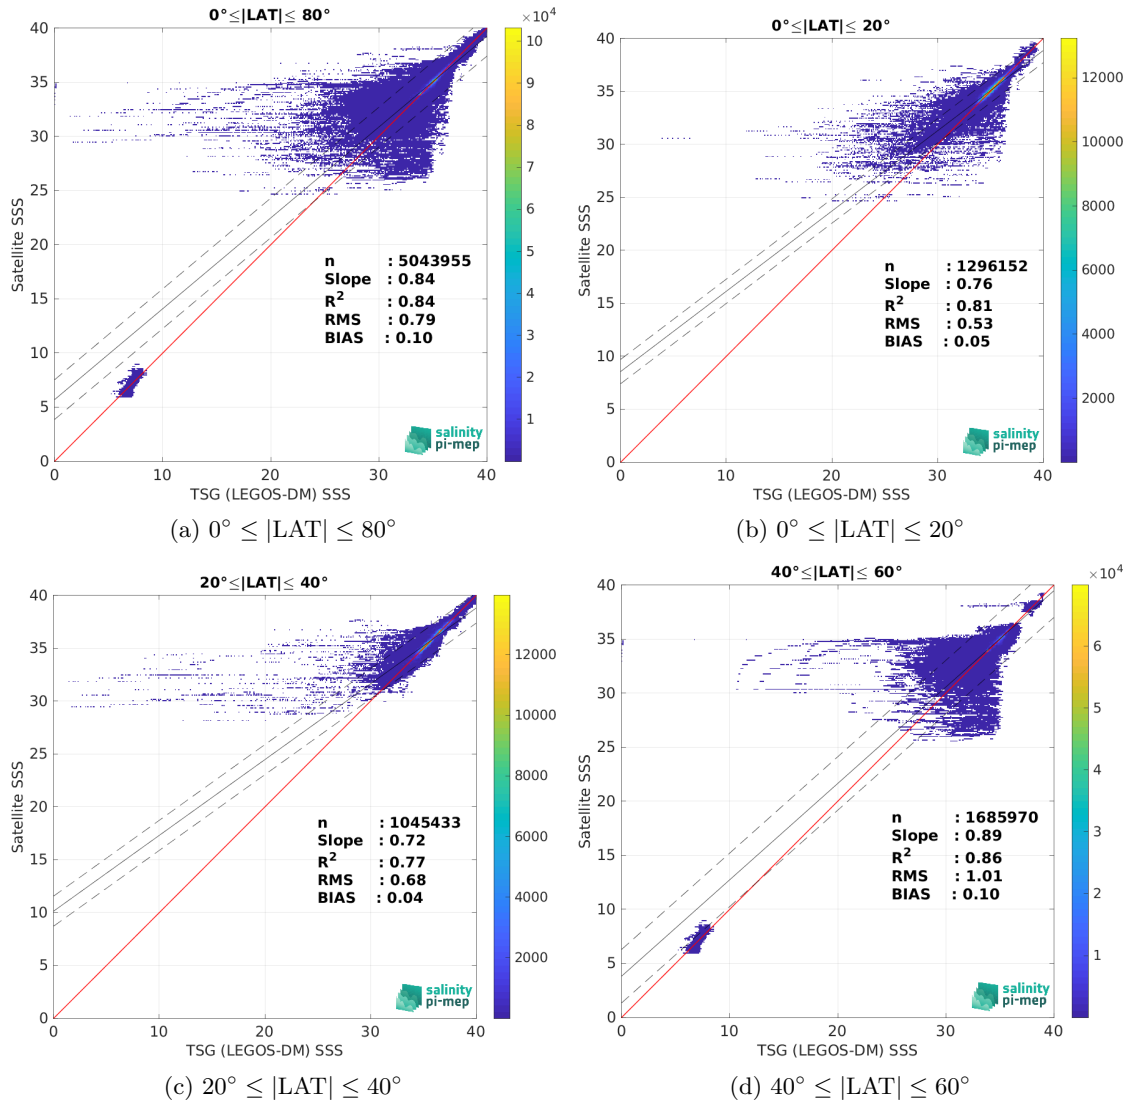 0°≤|LAT|≤ 80°
×10⁴
Satellite SSS
40
35
30
25
20
15
10
5
0
0
10
20
30
40
TSG (LEGOS-DM) SSS
n : 5043955
Slope : 0.84
R² : 0.84
RMS : 0.79
BIAS : 0.10
salinity
pi-mep
10
9
8
7
6
5
4
3
2
1
(a) 0° ≤ |LAT| ≤ 80°
0°≤|LAT|≤ 20°
Satellite SSS
40
35
30
25
20
15
10
5
0
0
10
20
30
40
TSG (LEGOS-DM) SSS
n : 1296152
Slope : 0.76
R² : 0.81
RMS : 0.53
BIAS : 0.05
salinity
pi-mep
12000
10000
8000
6000
4000
2000
(b) 0° ≤ |LAT| ≤ 20°
20°≤|LAT|≤ 40°
Satellite SSS
40
35
30
25
20
15
10
5
0
0
10
20
30
40
TSG (LEGOS-DM) SSS
n : 1045433
Slope : 0.72
R² : 0.77
RMS : 0.68
BIAS : 0.04
salinity
pi-mep
12000
10000
8000
6000
4000
2000
(c) 20° ≤ |LAT| ≤ 40°
40°≤|LAT|≤ 60°
×10⁴
Satellite SSS
40
35
30
25
20
15
10
5
0
0
10
20
30
40
TSG (LEGOS-DM) SSS
n : 1685970
Slope : 0.89
R² : 0.86
RMS : 1.01
BIAS : 0.10
salinity
pi-mep
6
5
4
3
2
1
(d) 40° ≤ |LAT| ≤ 60°